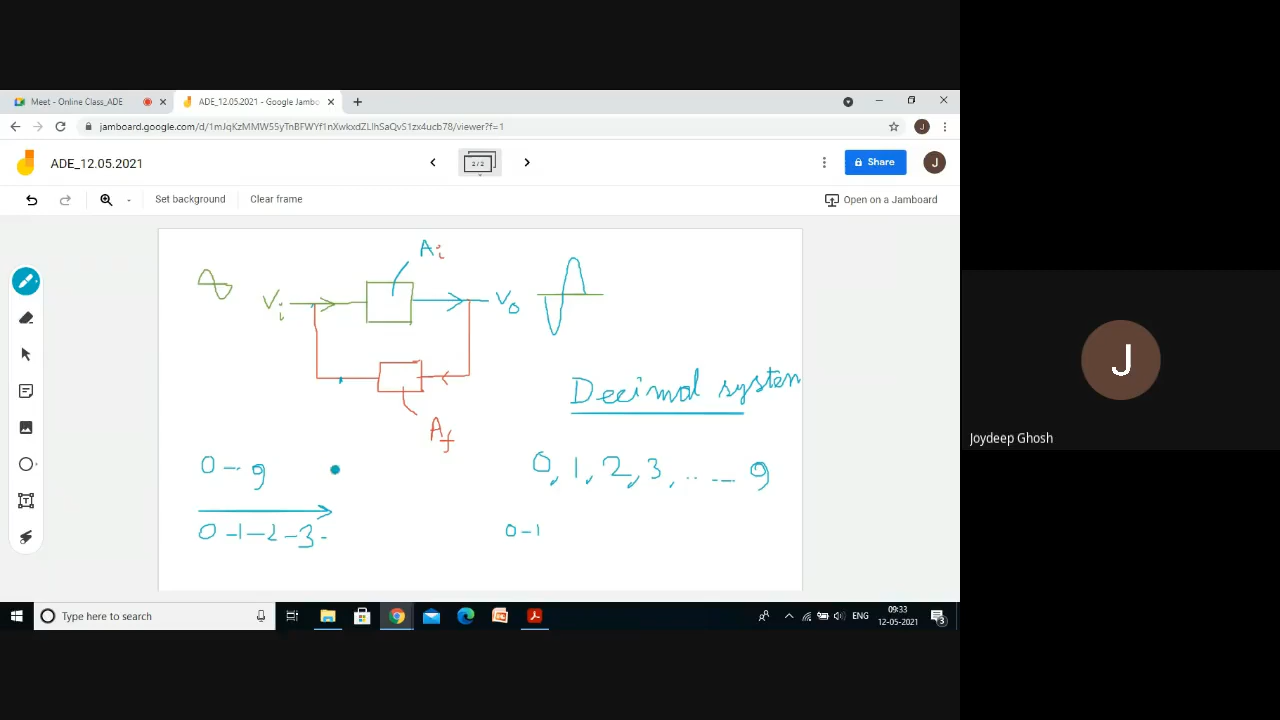 Meet - Online Class_ADE
ADE_12.05.2021 - Google Jambo
jamboard.google.com/d/1mJqKzMMW55yTnBFWYf1nXwkxdZLlhSaQvS1zx4ucb78/viewer?f=1
J
ADE_12.05.2021
2 / 2
Share
J
Set background
Clear frame
Open on a Jamboard
Ai
Vi
Vo
Af
Decimal system
0 - 9
0, 1, 2, 3, ..... 9
0 - 1 - 2 - 3 -
0 - 1
J
Joydeep Ghosh
Type here to search
ENG
09:33
12-05-2021
3